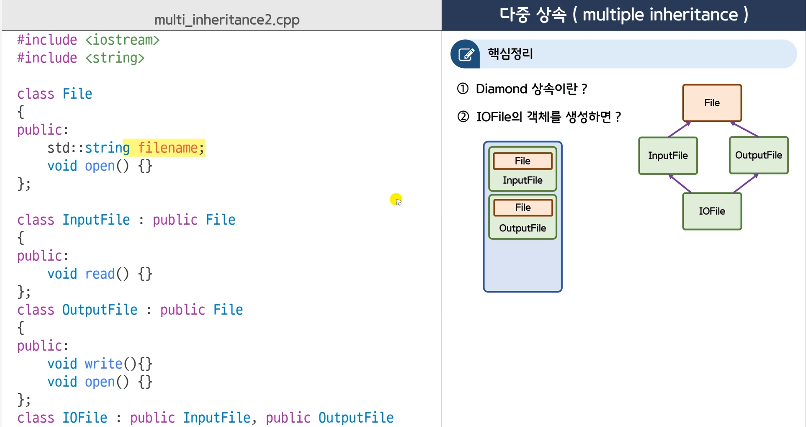 multi_inheritance2.cpp
#include <iostream>
#include <string>
class File
{
public:
std::string filename;
void open() {}
};
class InputFile : public File
{
public:
void read() {}
};
class OutputFile : public File
{
public:
void write(){}
void open() {}
};
class IOFile : public InputFile, public OutputFile
다중 상속 ( multiple inheritance )
핵심정리
① Diamond 상속이란 ?
② IOFile의 객체를 생성하면 ?
File
InputFile
File
OutputFile
File
InputFile
OutputFile
IOFile